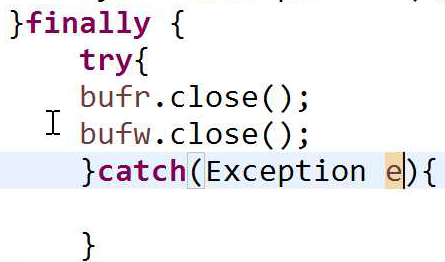 }finally {
try{
bufr.close();
bufw.close();
}catch(Exception e){
}